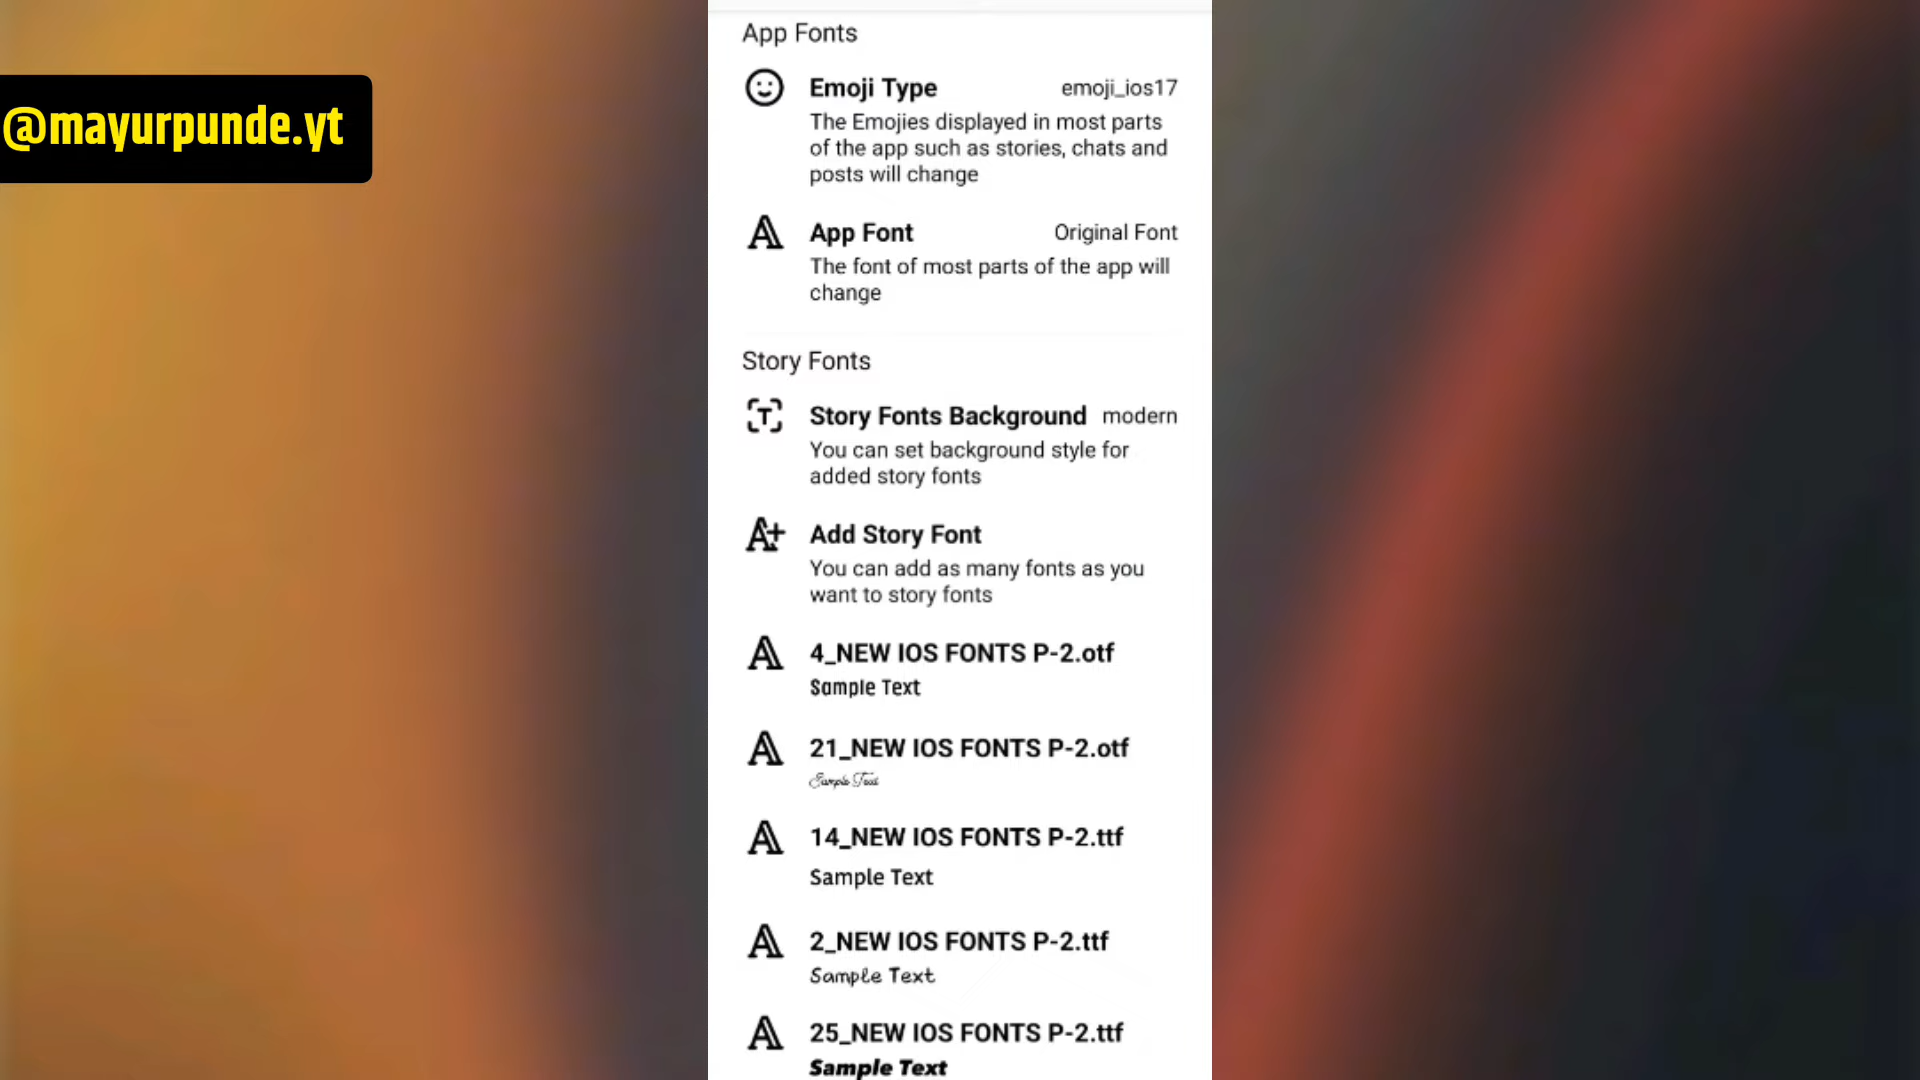 @mayurpunde.yt
App Fonts
Emoji Type emoji_ios17
The Emojies displayed in most parts
of the app such as stories, chats and
posts will change
App Font Original Font
The font of most parts of the app will
change
Story Fonts
Story Fonts Background modern
You can set background style for
added story fonts
Add Story Font
You can add as many fonts as you
want to story fonts
4_NEW IOS FONTS P-2.otf
Sample Text
21_NEW IOS FONTS P-2.otf
Sample Text
14_NEW IOS FONTS P-2.ttf
Sample Text
2_NEW IOS FONTS P-2.ttf
Sample Text
25_NEW IOS FONTS P-2.ttf
Sample Text